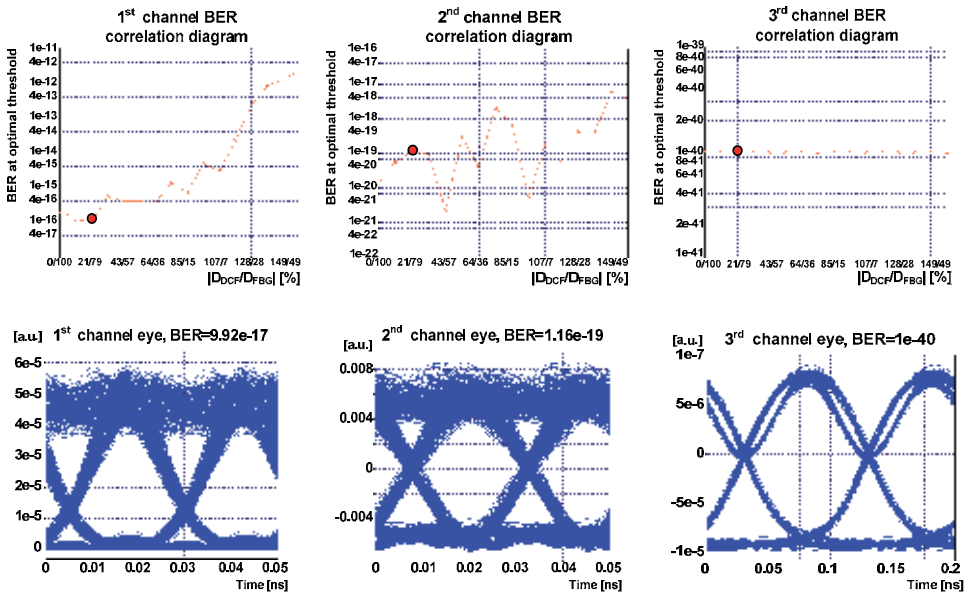 1st channel BER
correlation diagram
BER at optimal threshold
1e-11
4e-12
1e-12
4e-13
1e-13
4e-14
1e-14
4e-15
1e-15
4e-16
1e-16
4e-17
0/100 21/79 43/57 64/36 85/15 107/7 128/28 149/49
|DDCF/DFBG| [%]
2nd channel BER
correlation diagram
BER at optimal threshold
1e-16
1e-17
4e-17
4e-18
1e-18
4e-19
1e-19
4e-20
1e-20
4e-21
1e-21
4e-22
1e-22
0/100 21/79 43/57 64/36 85/15 107/7 128/28 149/49
|DDCF/DFBG| [%]
3rd channel BER
correlation diagram
BER at optimal threshold
1e-39
8e-40
6e-40
4e-40
2e-40
1e-40
8e-41
6e-41
4e-41
2e-41
1e-41
0/100 21/79 43/57 64/36 85/15 107/7 128/28 149/49
|DDCF/DFBG| [%]
[a.u.] 1st channel eye, BER=9.92e-17
6e-5
5e-5
4e-5
3e-5
2e-5
1e-5
0
0 0.01 0.02 0.03 0.04 0.05
Time [ns]
[a.u.] 2nd channel eye, BER=1.16e-19
0.008
0.004
0
-0.004
0 0.01 0.02 0.03 0.04 0.05
Time [ns]
[a.u.] 3rd channel eye, BER=1e-40
1e-7
5e-6
0
-5e-5
-1e-5
0 0.05 0.1 0.15 0.2
Time [ns]